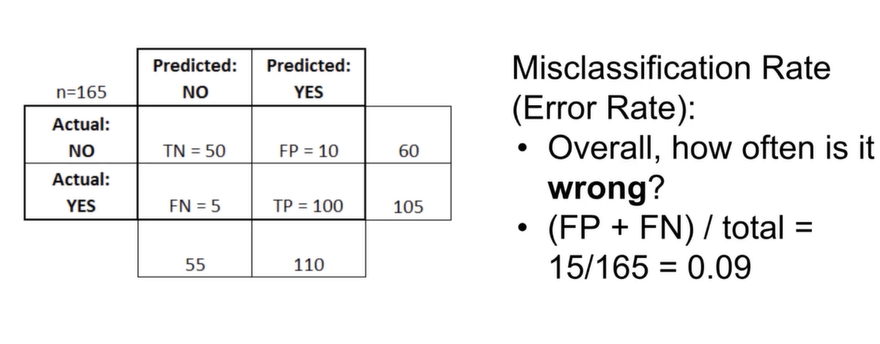 Predicted: Predicted:
n=165 NO YES
Actual:
NO TN = 50 FP = 10 60
Actual:
YES FN = 5 TP = 100 105
55 110
Misclassification Rate
(Error Rate):
• Overall, how often is it
wrong?
• (FP + FN) / total =
15/165 = 0.09